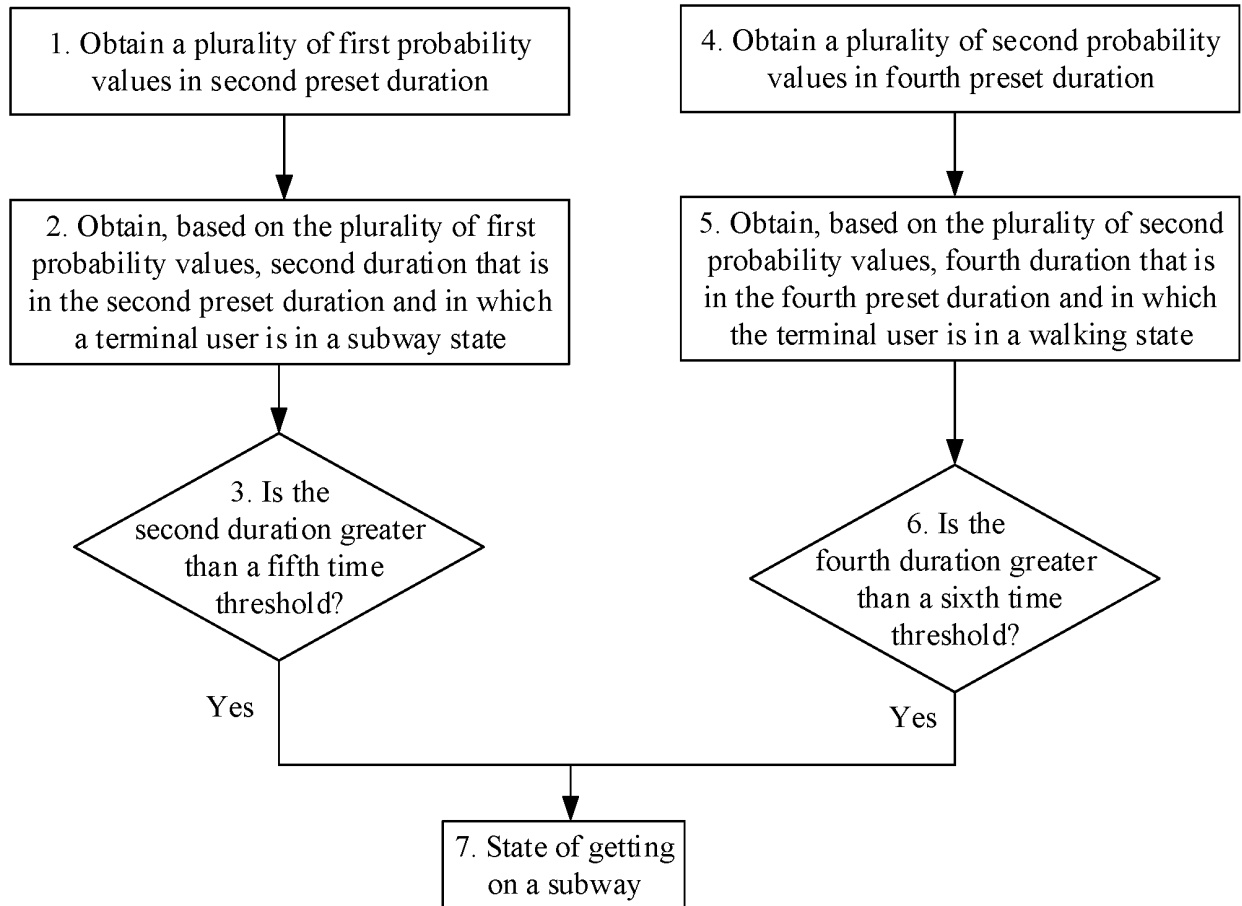 1. Obtain a plurality of first probability
values in second preset duration
2. Obtain, based on the plurality of first
probability values, second duration that is
in the second preset duration and in which
a terminal user is in a subway state
3. Is the
second duration greater
than a fifth time
threshold?
Yes
4. Obtain a plurality of second probability
values in fourth preset duration
5. Obtain, based on the plurality of second
probability values, fourth duration that is
in the fourth preset duration and in which
the terminal user is in a walking state
6. Is the
fourth duration greater
than a sixth time
threshold?
Yes
7. State of getting
on a subway